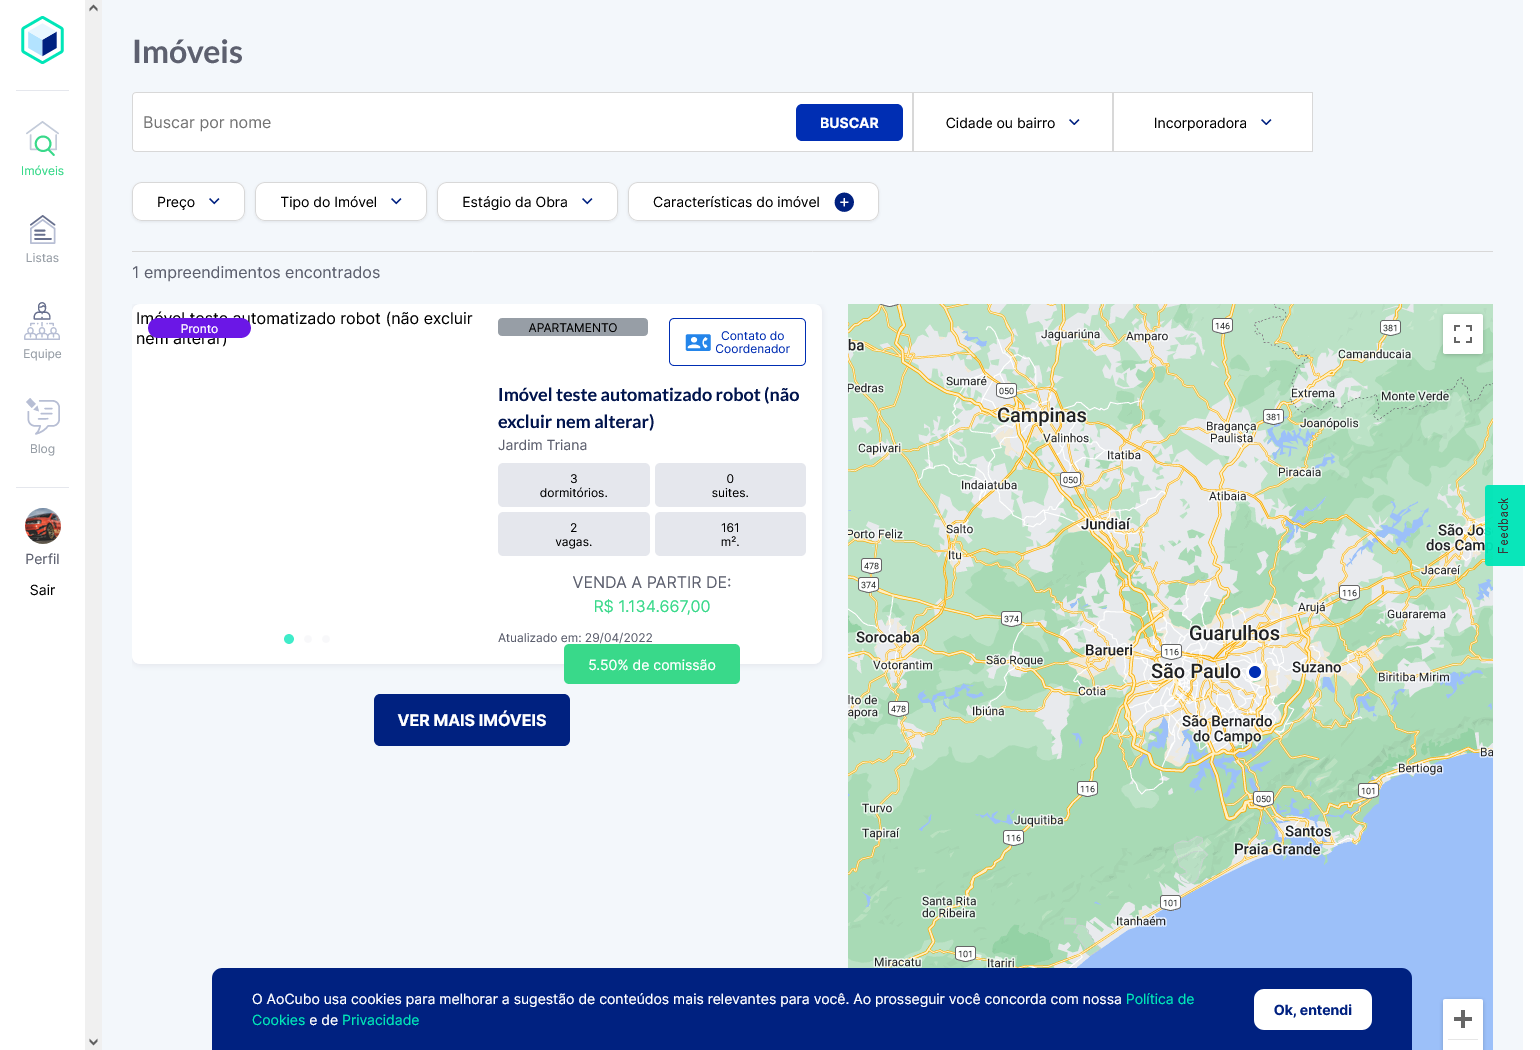 Imóveis
Buscar por nome
BUSCAR
Cidade ou bairro
Incorporadora
Imóveis
Listas
Equipe
Blog
Perfil
Sair
Preço
Tipo do Imóvel
Estágio da Obra
Características do imóvel
1 empreendimentos encontrados
Imóvel teste automatizado robot (não excluir
nem alterar)
Pronto
APARTAMENTO
Contato do
Coordenador
Imóvel teste automatizado robot (não
excluir nem alterar)
Jardim Triana
3
dormitórios.
0
suites.
2
vagas.
161
m².
VENDA A PARTIR DE:
R$ 1.134.667,00
Atualizado em: 29/04/2022
5.50% de comissão
VER MAIS IMÓVEIS
146
381
Jaguariúna
Amparo
ba
Camanducaia
Pedras
Sumaré
050
Extrema
Monte Verde
Campinas
381
Bragança
Paulista
Joanópolis
Valinhos
Capivari
Itatiba
Piracaia
050
Indaiatuba
Atibaia
Jundiaí
Salto
Porto Feliz
São Jo
dos Cam
Itu
478
Jacareí
374
116
Arujá
374
Guararema
Guarulhos
Sorocaba
Barueri
116
Votorantim
São Roque
São Paulo
Suzano
Biritiba Mirim
Cotia
lto de
apora
478
Ibiúna
São Bernardo
do Campo
Ba
Bertioga
116
050
101
Turvo
Juquitiba
Tapiraí
116
Santos
Praia Grande
Santa Rita
do Ribeira
101
Itanhaém
101
Miracatu
Itariri
Feedback
O AoCubo usa cookies para melhorar a sugestão de conteúdos mais relevantes para você. Ao prosseguir você concorda com nossa Política de
Cookies e de Privacidade
Ok, entendi